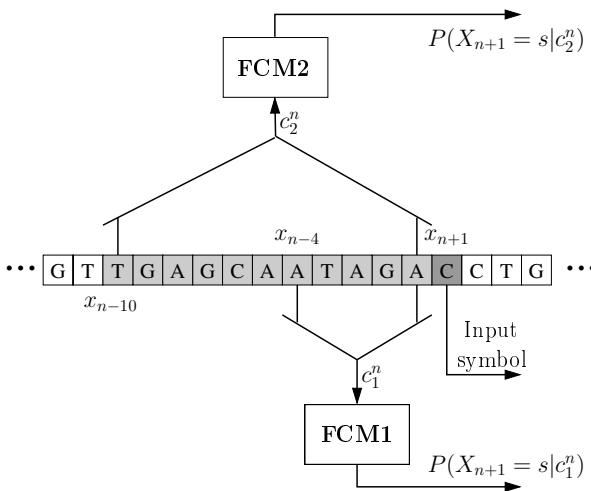 P(X_{n+1} = s|c_2^n)
FCM2
c_2^n
x_{n-4}
x_{n+1}
... G T T G A G C A A T A G A C C T G ...
x_{n-10}
Input
symbol
c_1^n
FCM1
P(X_{n+1} = s|c_1^n)